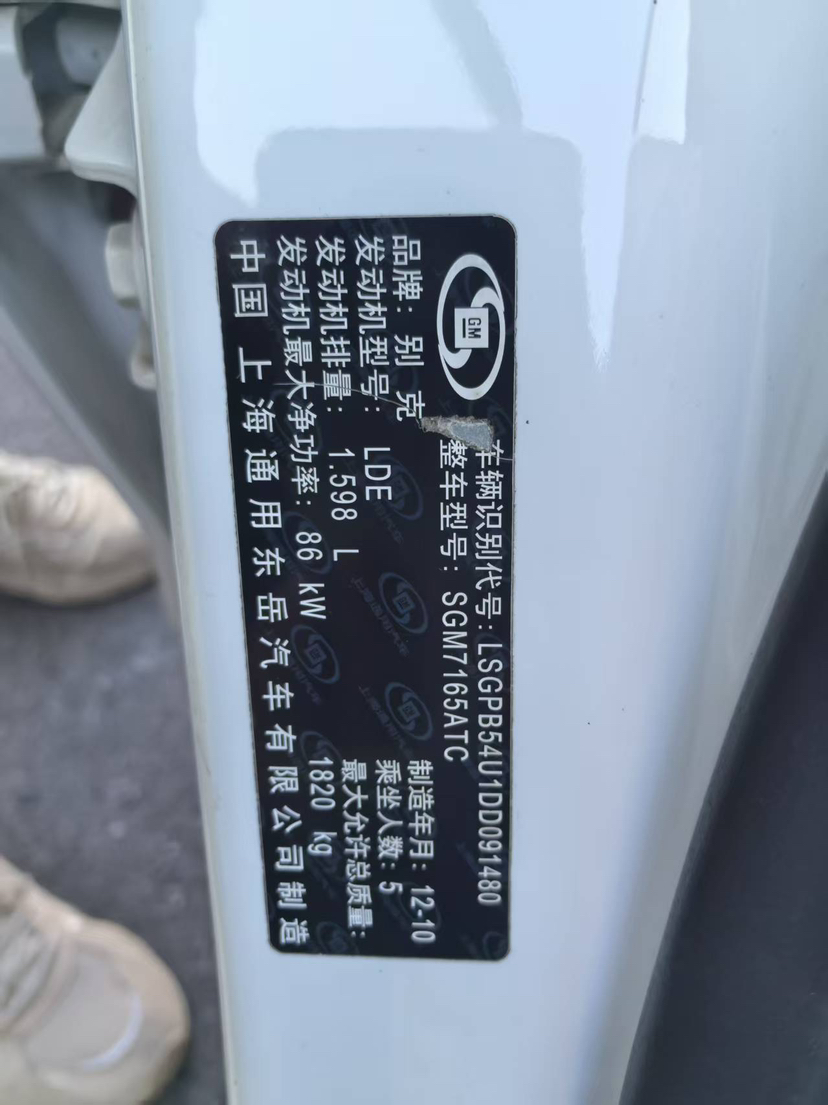 GM
车辆识别代号: LSGPB54U1DD091480
整车型号: SGM7165ATC
品牌: 别克
制造年月: 12-10
发动机型号: LDE
乘坐人数: 5
发动机排量: 1.598 L
最大允许总质量:
1820 kg
发动机最大净功率: 86 kW
中国 上海通用东岳汽车有限公司制造